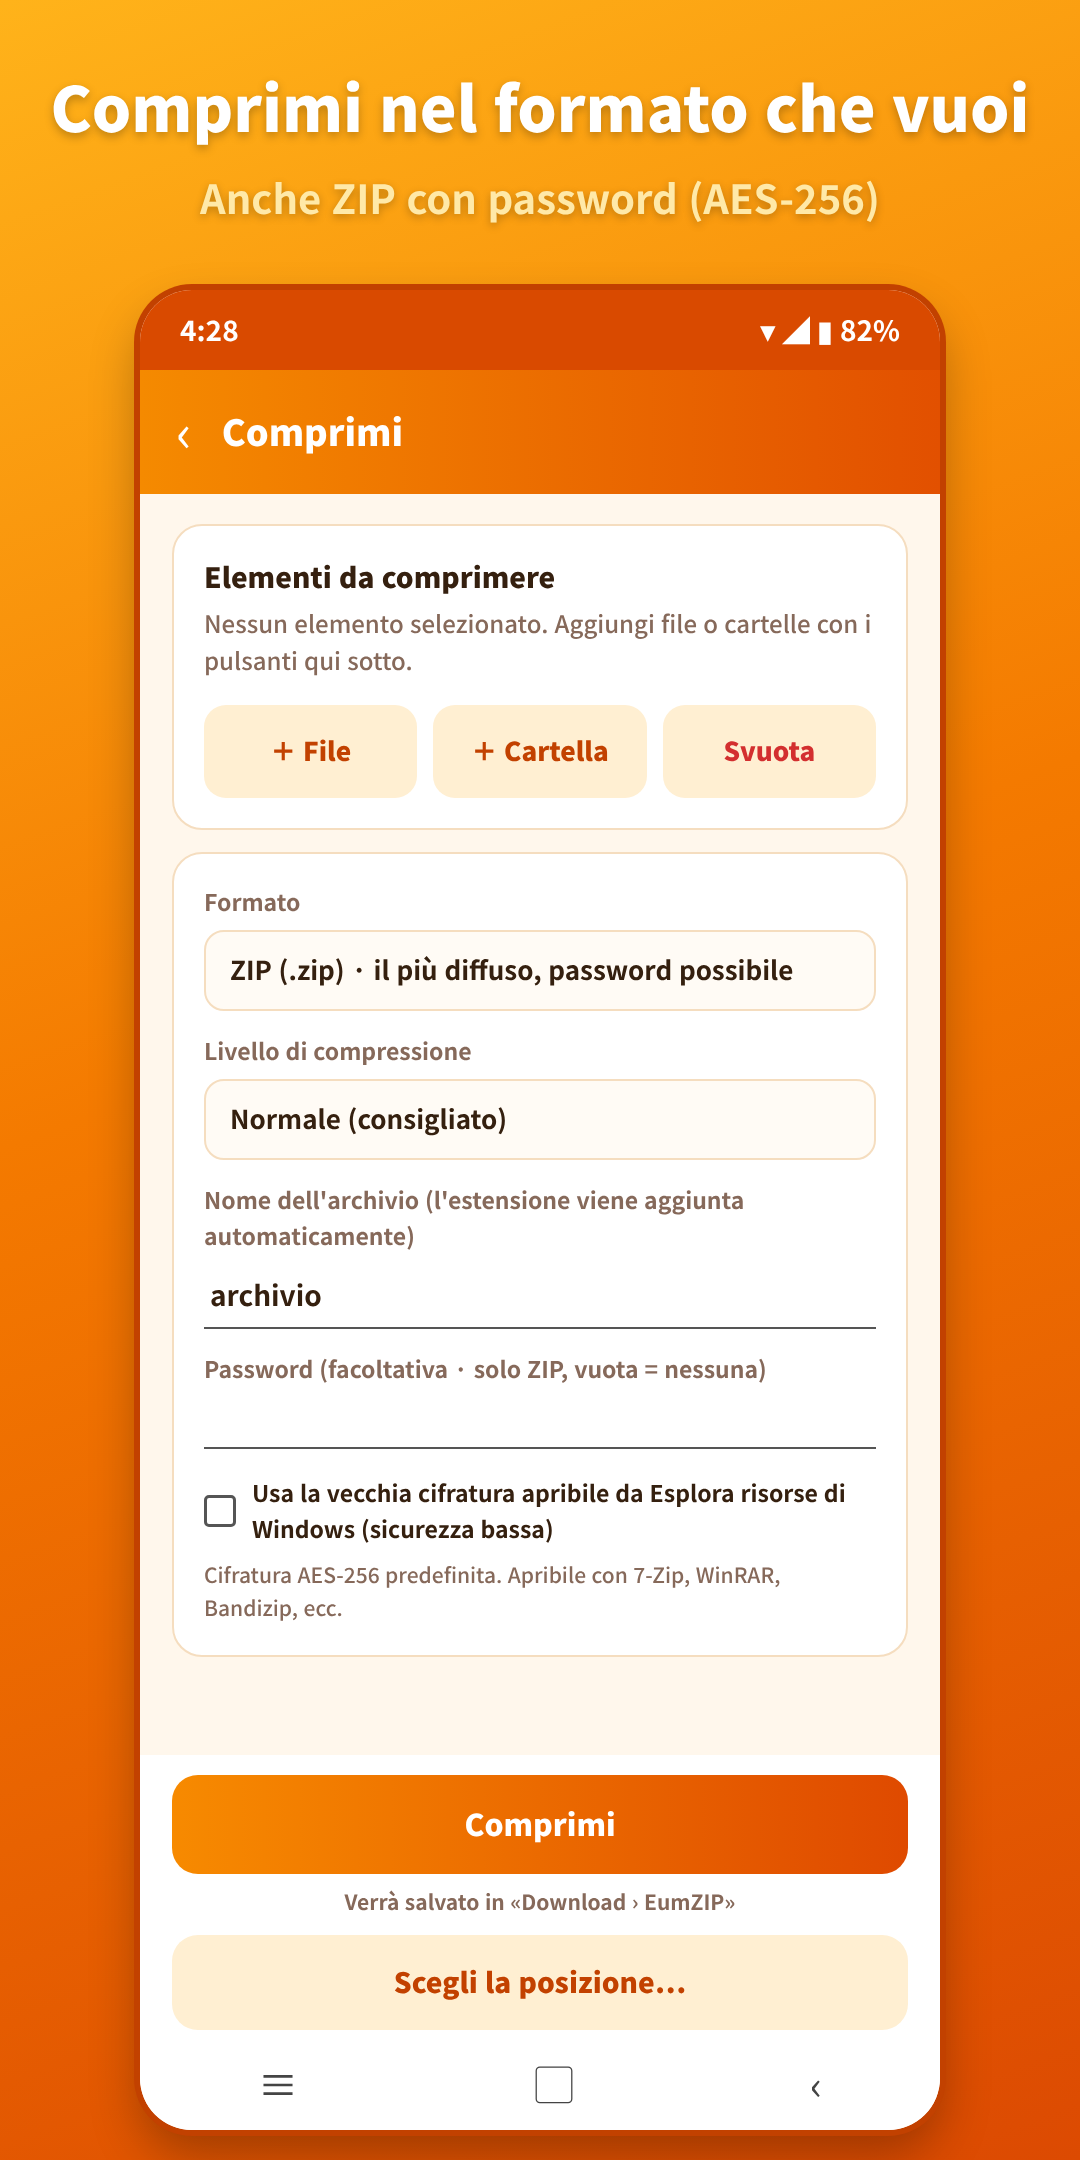 Comprimi nel formato che vuoi
Anche ZIP con password (AES-256)
4:28
82%
‹ Comprimi
Elementi da comprimere
Nessun elemento selezionato. Aggiungi file o cartelle con i
pulsanti qui sotto.
+ File
+ Cartella
Svuota
Formato
ZIP (.zip) · il più diffuso, password possibile
Livello di compressione
Normale (consigliato)
Nome dell'archivio (l'estensione viene aggiunta
automaticamente)
archivio
Password (facoltativa · solo ZIP, vuota = nessuna)
Usa la vecchia cifratura apribile da Esplora risorse di
Windows (sicurezza bassa)
Cifratura AES-256 predefinita. Apribile con 7-Zip, WinRAR,
Bandizip, ecc.
Comprimi
Verrà salvato in «Download › EumZIP»
Scegli la posizione…